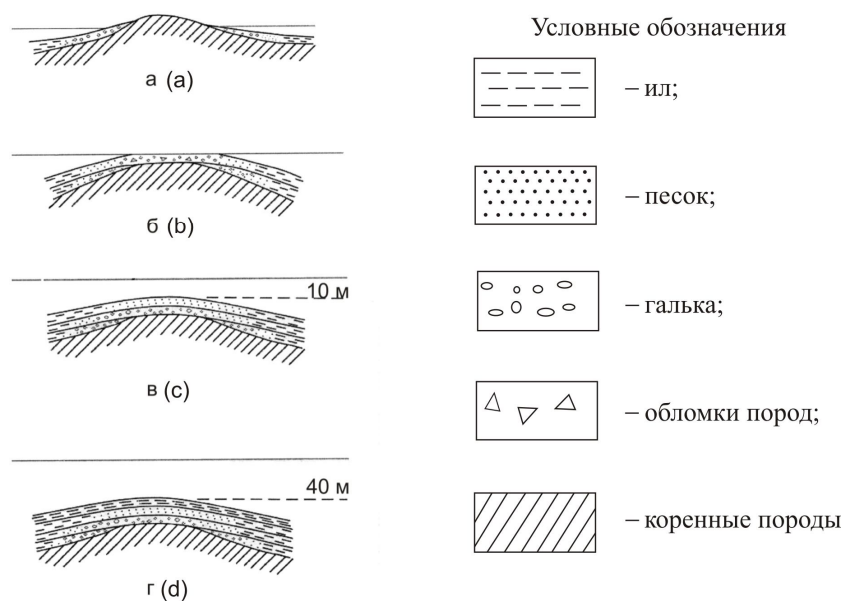 а (a)
б (b)
10 м
в (c)
40 м
г (d)
Условные обозначения
– ил;
– песок;
– галька;
– обломки пород;
– коренные породы